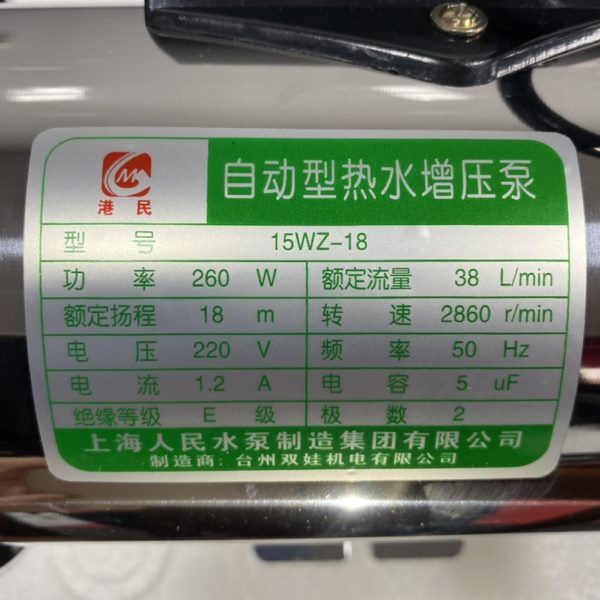 自动型热水增压泵
港民
型号 15WZ-18
功率 260 W 额定流量 38 L/min
额定扬程 18 m 转速 2860 r/min
电压 220 V 频率 50 Hz
电流 1.2 A 电容 5 uF
绝缘等级 E 级 极数 2
上海人民水泵制造集团有限公司
制造商:台州双娃机电有限公司